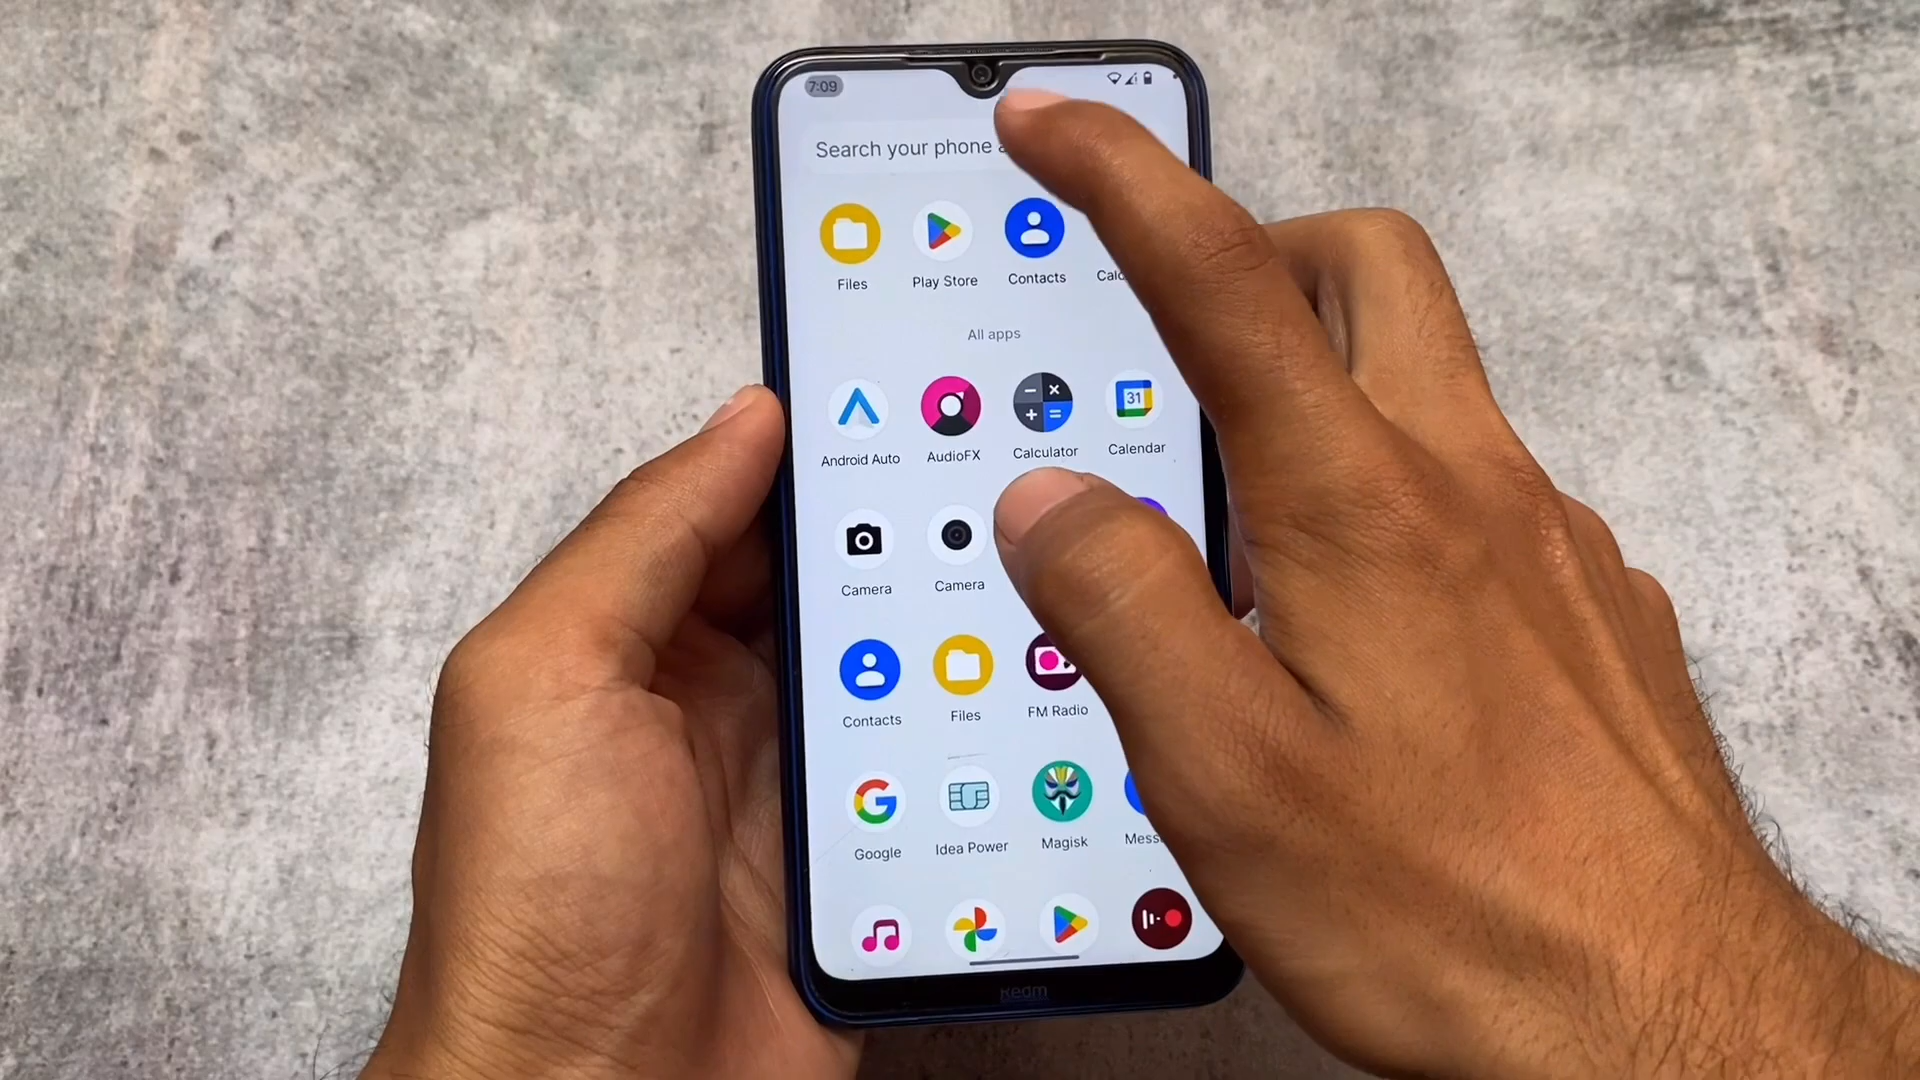 7:09
Search your phone
Files
Play Store
Contacts
All apps
31
Android Auto
AudioFX
Calculator
Calendar
Camera
Camera
Contacts
Files
FM Radio
Google
Idea Power
Magisk